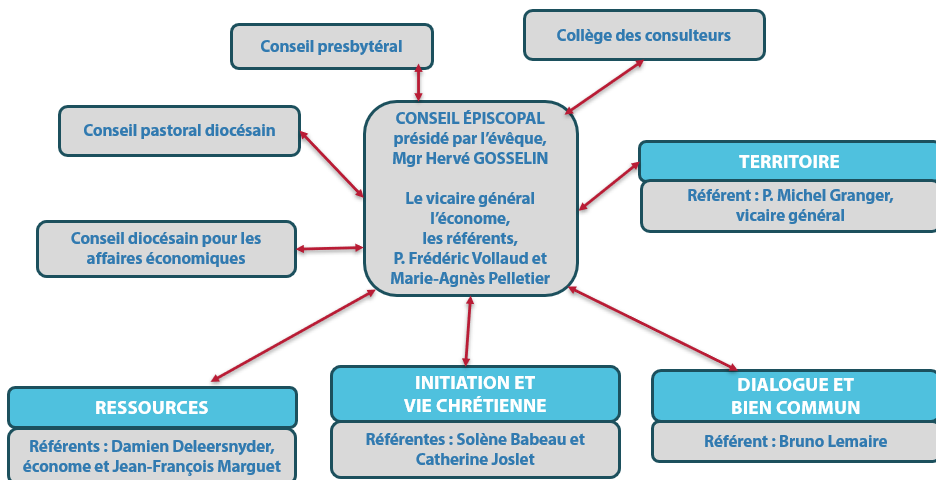 Conseil presbytéral
Collège des consulteurs
Conseil pastoral diocésain
CONSEIL ÉPISCOPAL
présidé par l'évêque,
Mgr Hervé GOSSELIN
Le vicaire général
l'économe,
les référents,
P. Frédéric Vollaud et
Marie-Agnès Pelletier
TERRITOIRE
Référent : P. Michel Granger,
vicaire général
Conseil diocésain pour les
affaires économiques
RESSOURCES
Référents : Damien Deleersnyder,
économe et Jean-François Marguet
INITIATION ET
VIE CHRÉTIENNE
Référentes : Solène Babeau et
Catherine Joslet
DIALOGUE ET
BIEN COMMUN
Référent : Bruno Lemaire